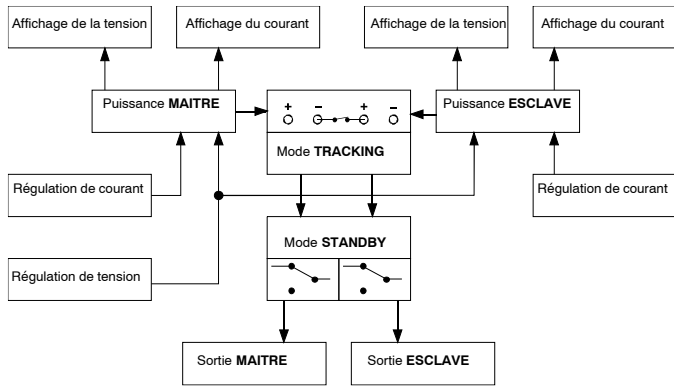 Affichage de la tension
Affichage du courant
Affichage de la tension
Affichage du courant
Puissance MAITRE
+ − + −
Puissance ESCLAVE
Mode TRACKING
Régulation de courant
Régulation de courant
Mode STANDBY
Régulation de tension
Sortie MAITRE
Sortie ESCLAVE